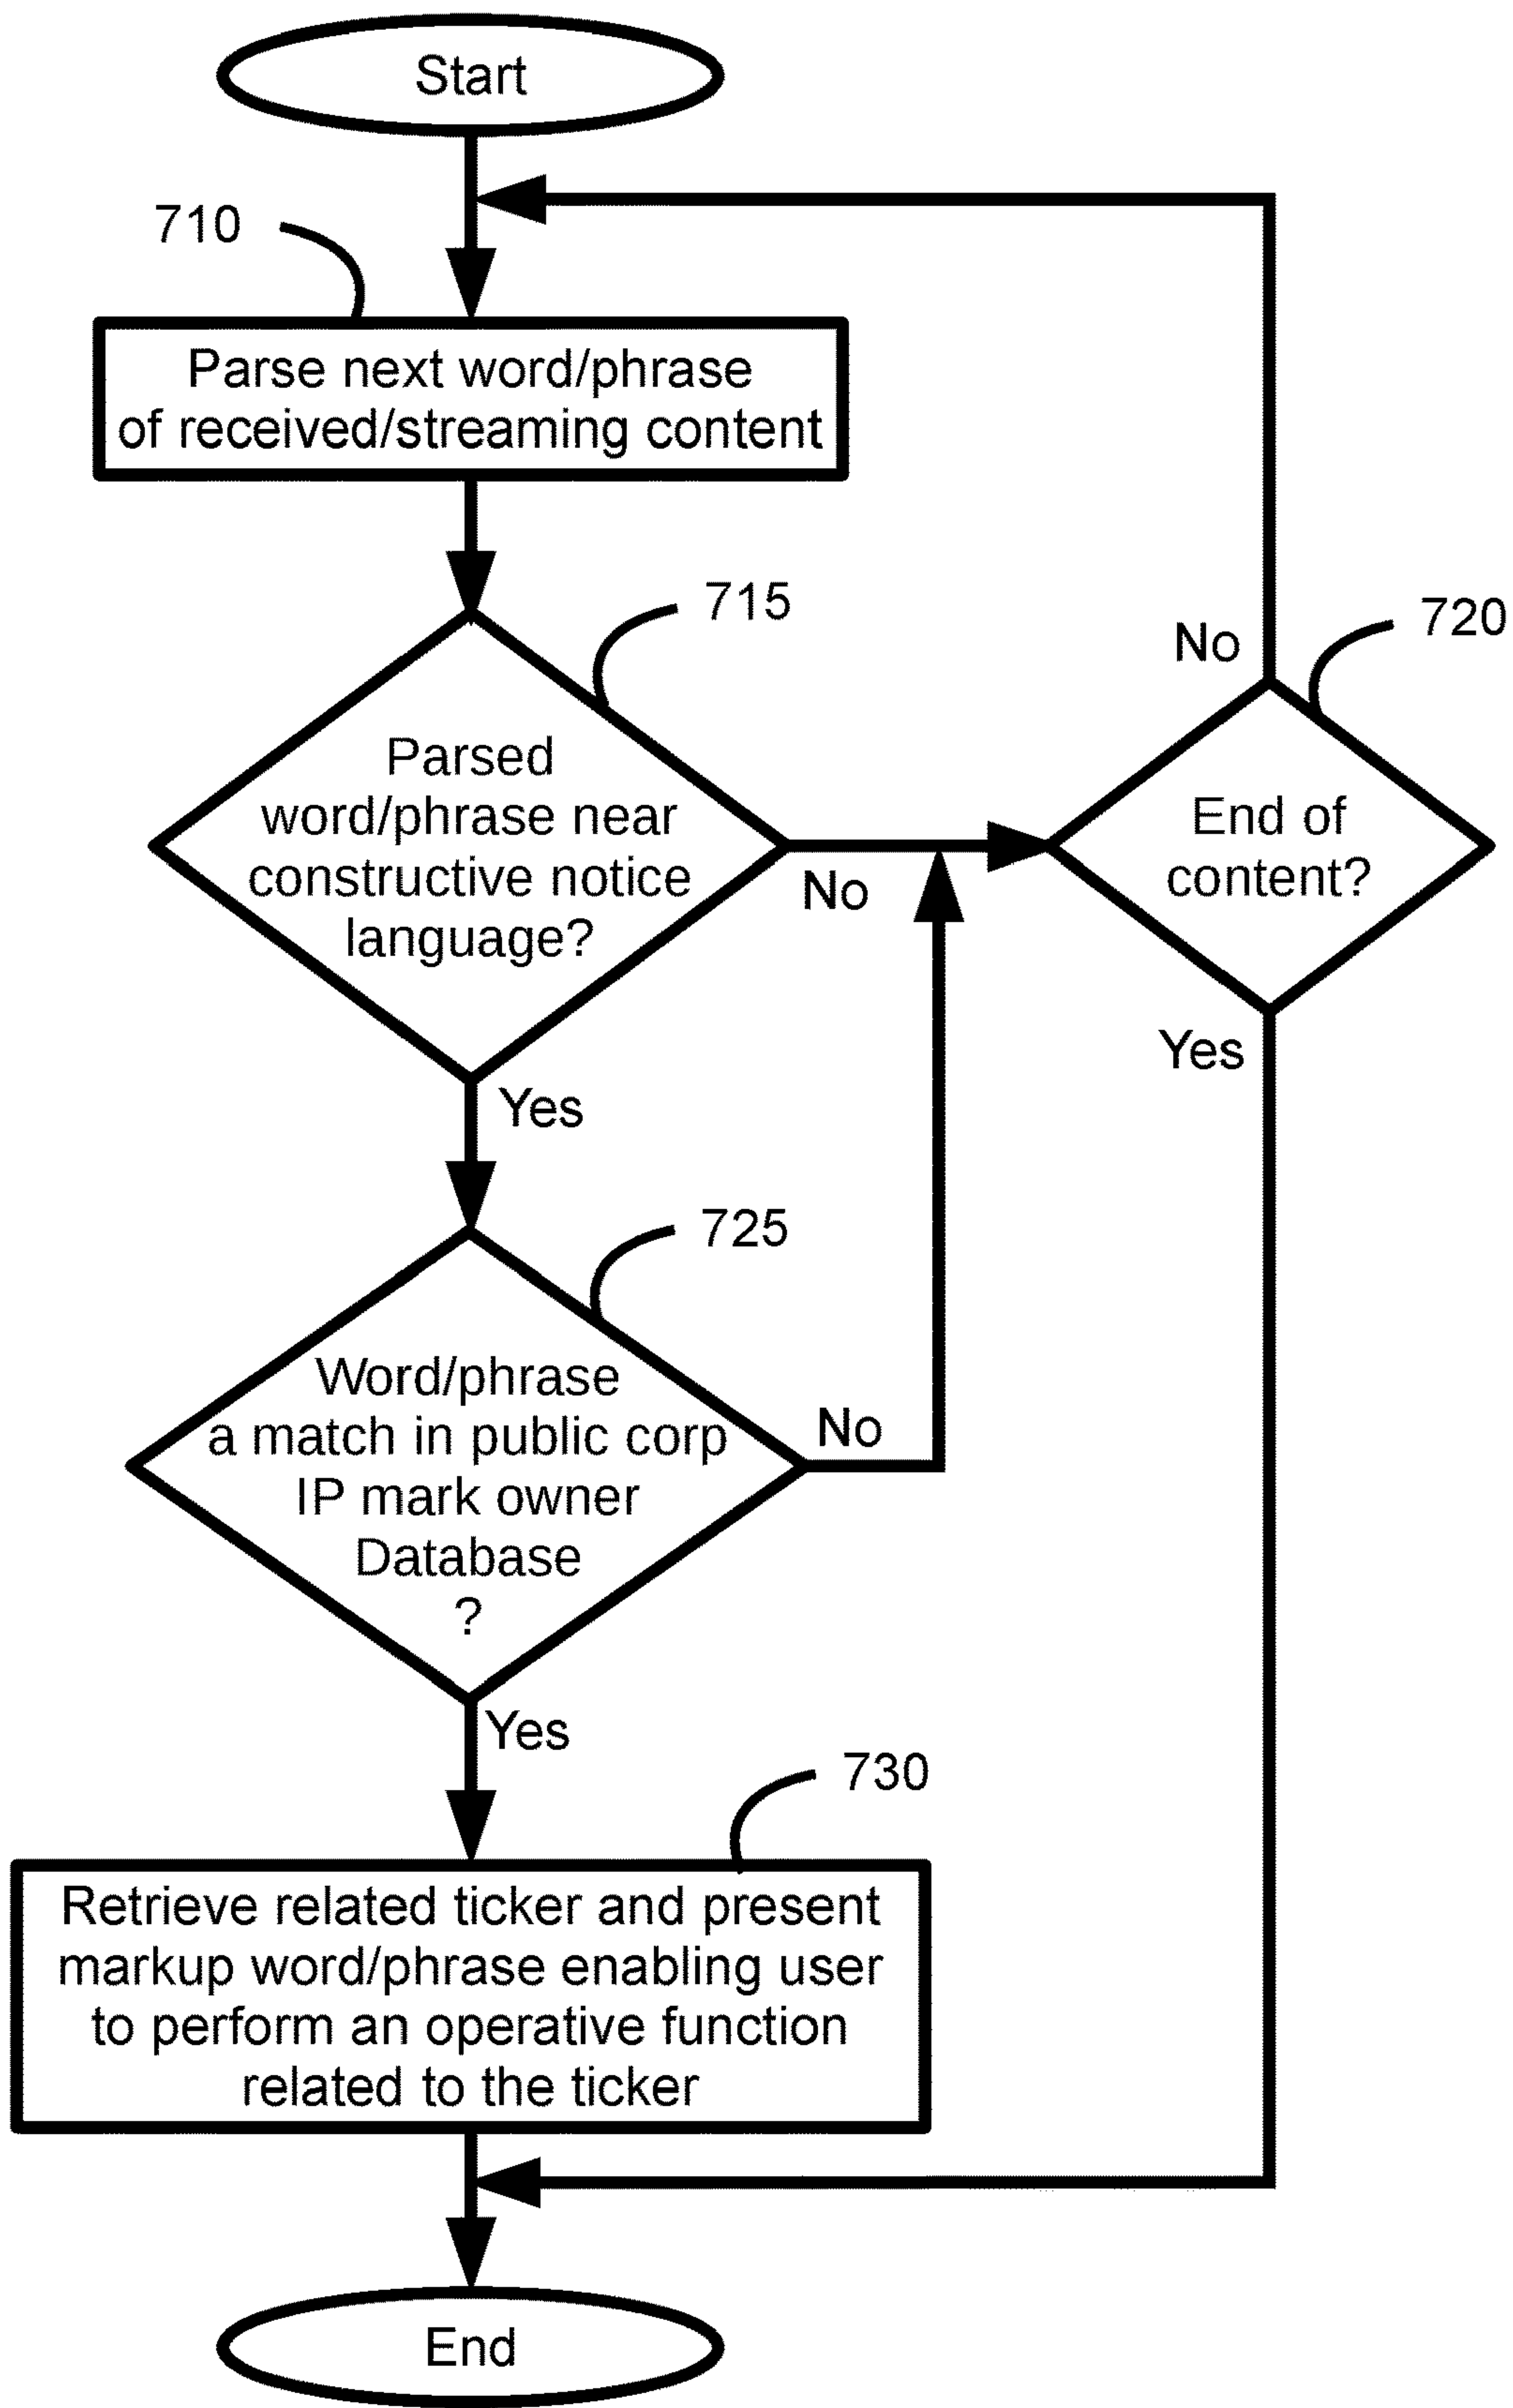 Start
710
Parse next word/phrase
of received/streaming content
715
Parsed
word/phrase near
constructive notice
language?
No
Yes
720
No
End of
content?
Yes
725
Word/phrase
a match in public corp
IP mark owner
Database
?
No
Yes
730
Retrieve related ticker and present
markup word/phrase enabling user
to perform an operative function
related to the ticker
End